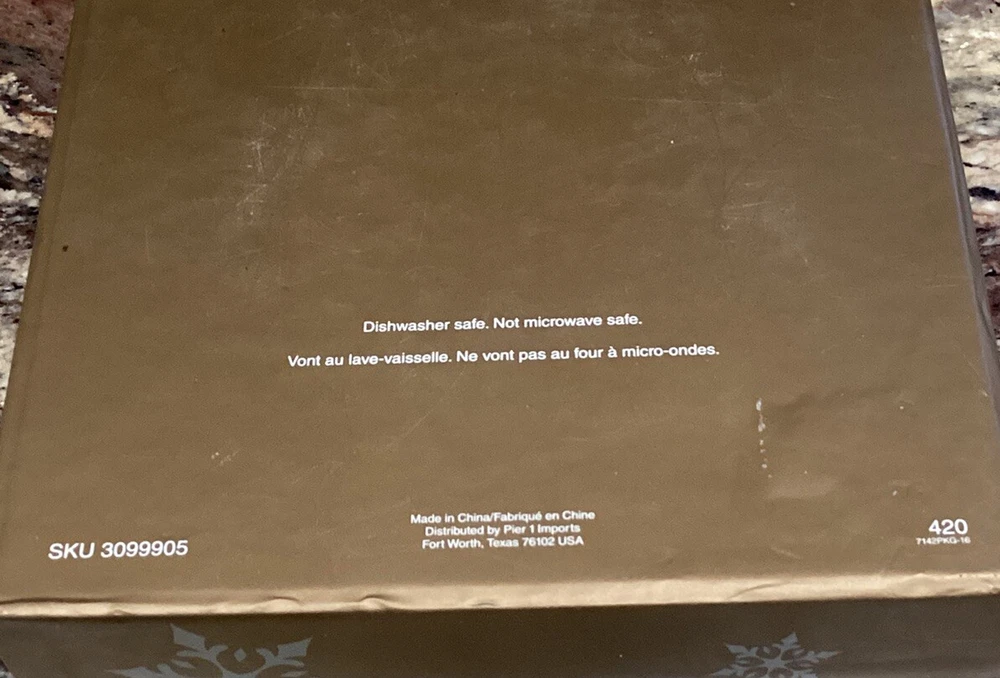 Dishwasher safe. Not microwave safe.
Vont au lave-vaisselle. Ne vont pas au four à micro-ondes.
Made in China/Fabriqué en Chine
Distributed by Pier 1 Imports
Fort Worth, Texas 76102 USA
SKU 3099905
420
7142PKG-16